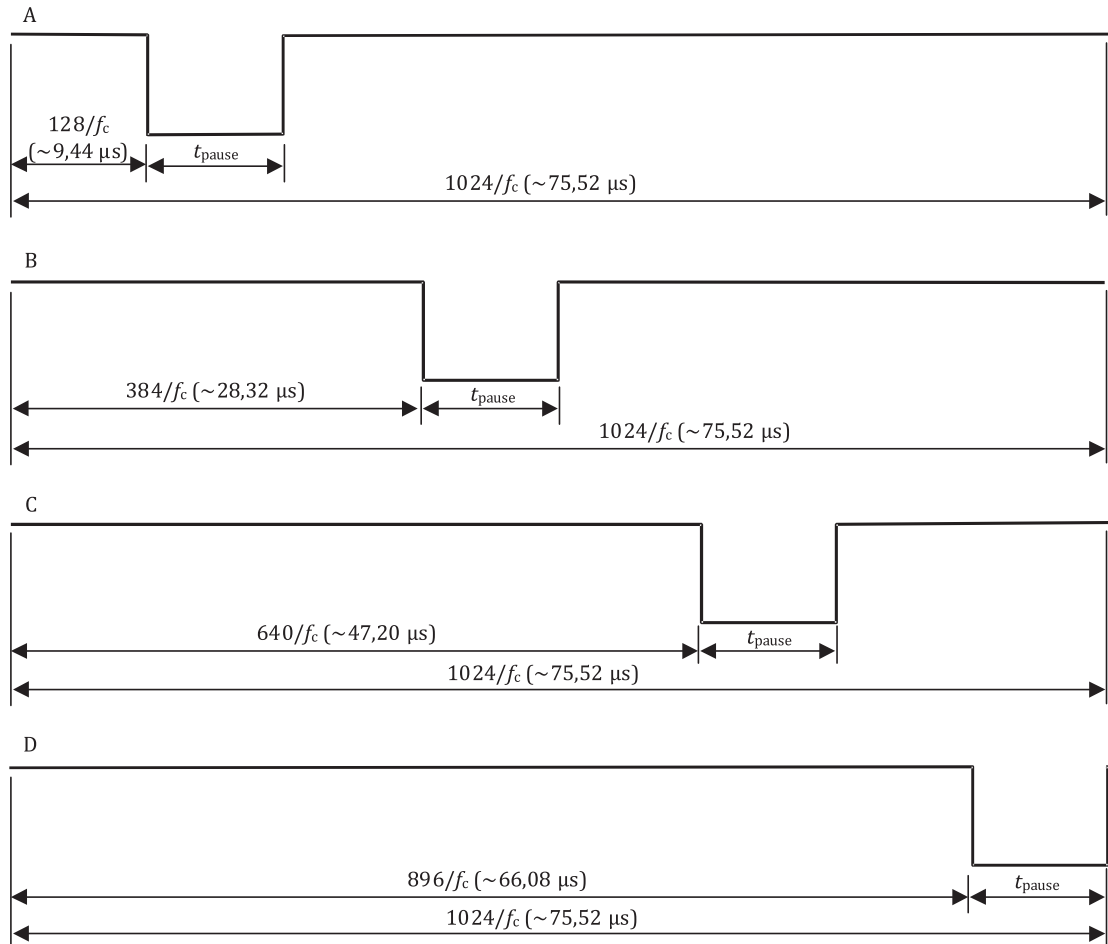 A
128/fc
(~9,44 µs)
tpause
1024/fc (~75,52 µs)
B
384/fc (~28,32 µs)
tpause
1024/fc (~75,52 µs)
C
640/fc (~47,20 µs)
tpause
1024/fc (~75,52 µs)
D
896/fc (~66,08 µs)
tpause
1024/fc (~75,52 µs)